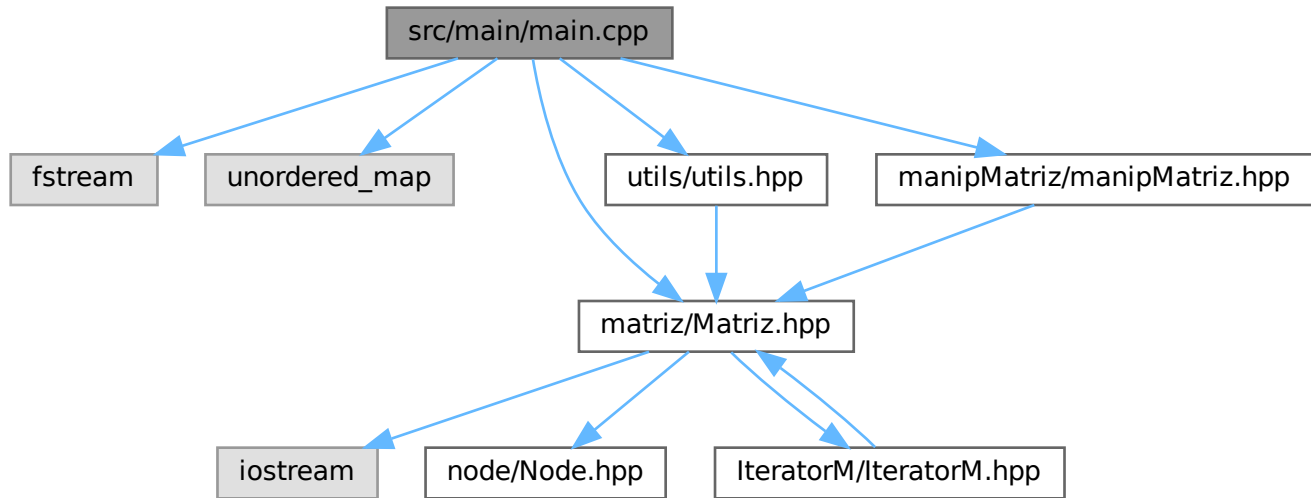 src/main/main.cpp
fstream
unordered_map
utils/utils.hpp
manipMatriz/manipMatriz.hpp
matriz/Matriz.hpp
iostream
node/Node.hpp
IteratorM/IteratorM.hpp